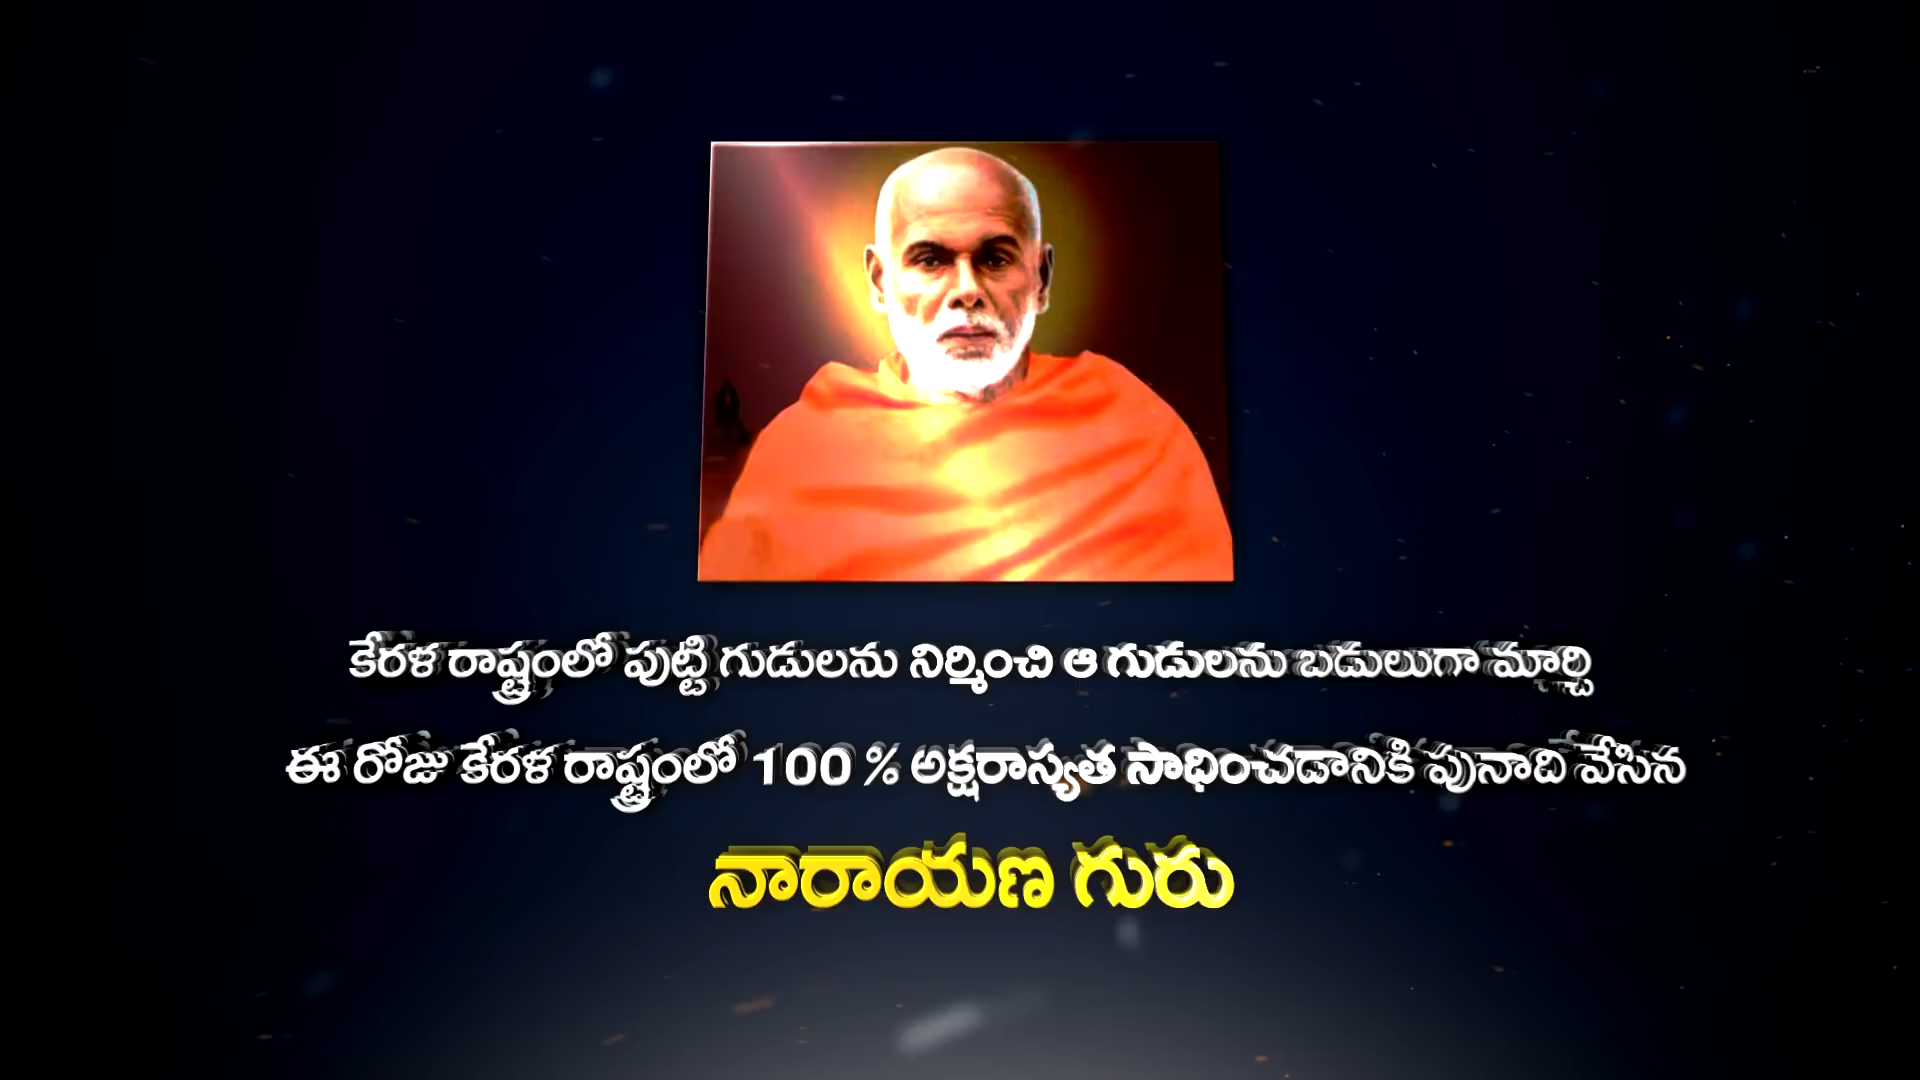 కేరళ రాష్ట్రంలో పుట్టి గుడులను నిర్మించి ఆ గుడులను బడులుగా మార్చి
ఈ రోజు కేరళ రాష్ట్రంలో 100 % అక్షరాస్యత సాధించడానికి పునాది వేసిన
నారాయణ గురు